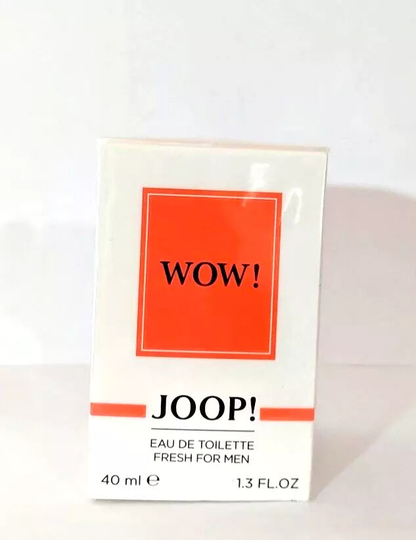 WOW!
JOOP!
EAU DE TOILETTE
FRESH FOR MEN
40 ml ℮ 1.3 FL.OZ